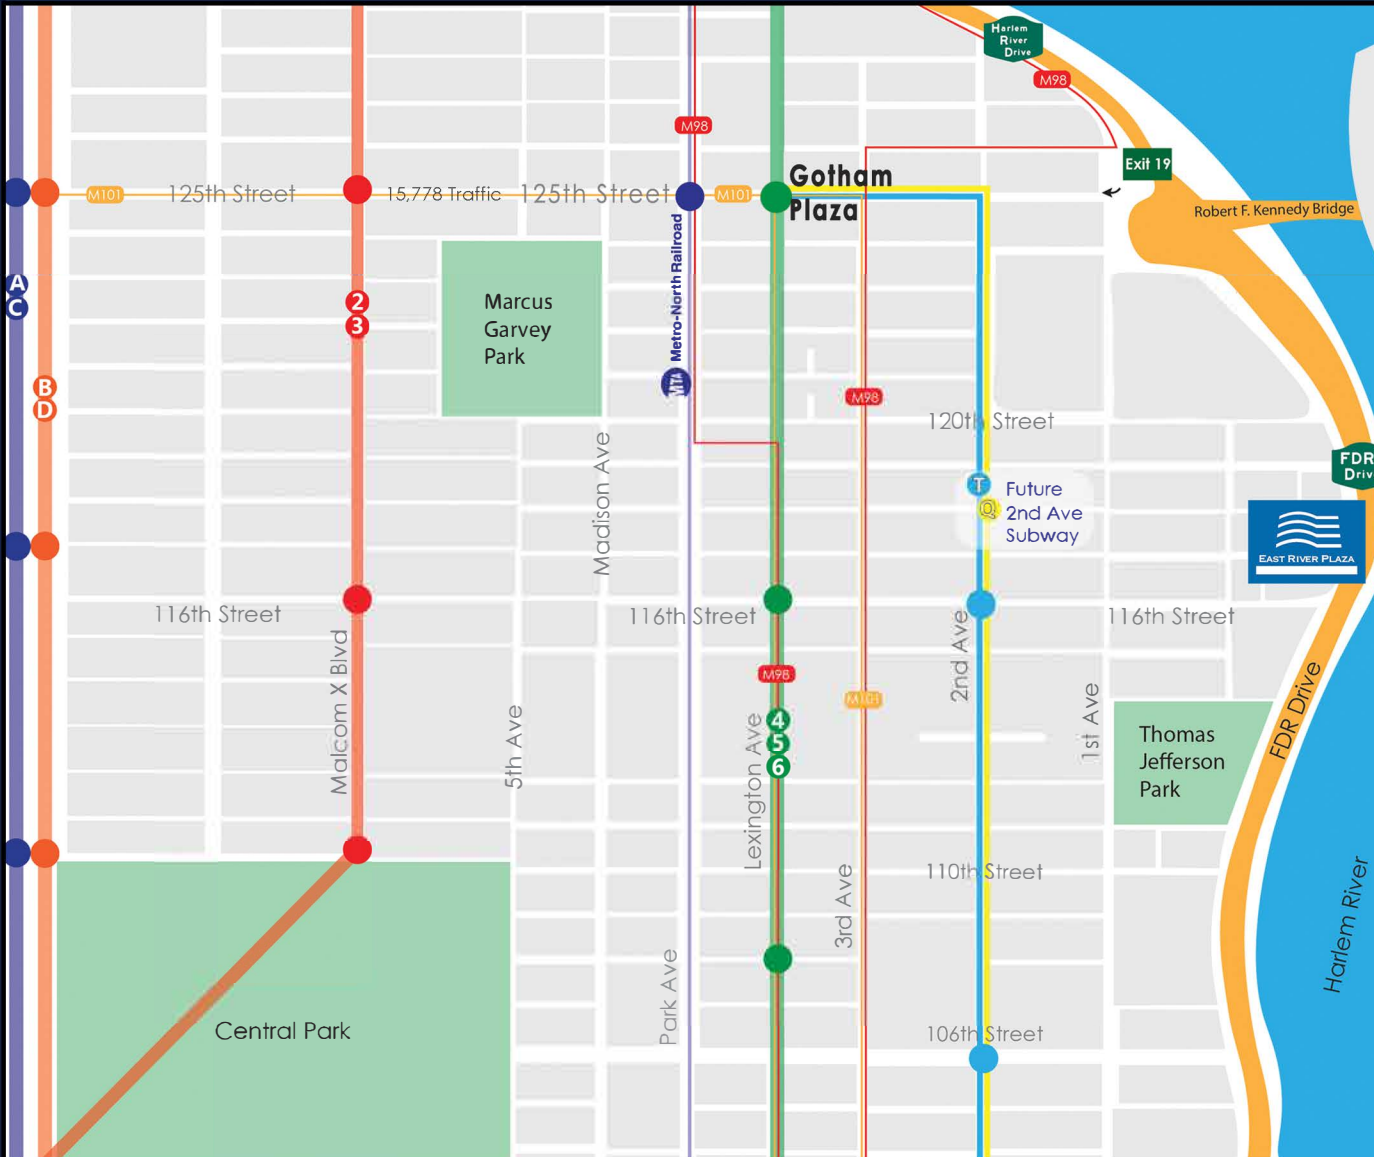 Harlem
River
Drive
M98
M98
Exit 19
Gotham
Plaza
M101
125th Street
15,778 Traffic
125th Street
M101
Robert F. Kennedy Bridge
Metro-North Railroad
MTA
A
C
2
3
Marcus
Garvey
Park
B
D
M98
120th Street
Madison Ave
FDR
Driv
T
Q
Future
2nd Ave
Subway
EAST RIVER PLAZA
116th Street
116th Street
116th Street
Malcom X Blvd
2nd Ave
M98
M101
1st Ave
FDR Drive
5th Ave
Lexington Ave
4
5
6
Thomas
Jefferson
Park
110th Street
3rd Ave
Harlem River
Park Ave
Central Park
106th Street